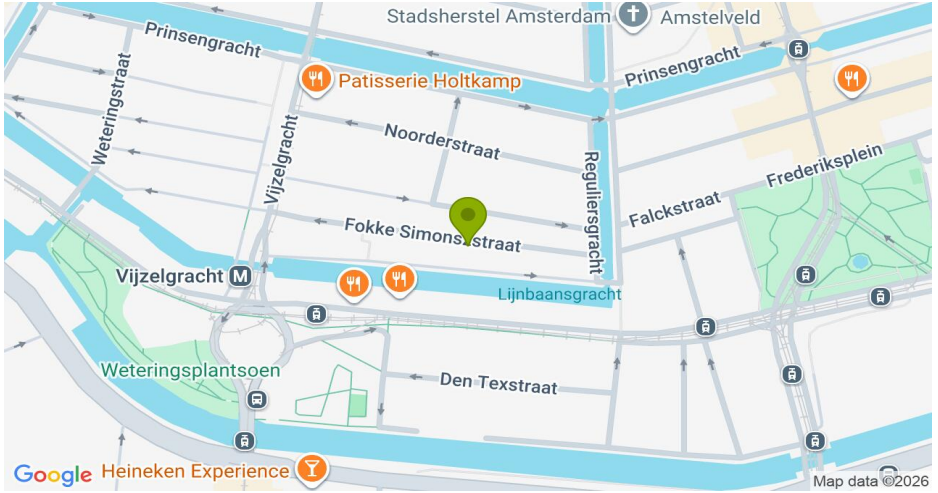 Stadsherstel Amsterdam
Amstelveld
Prinsengracht
Prinsengracht
Patisserie Holtkamp
Weteringstraat
Noorderstraat
Vijzelgracht
Reguliersgracht
Frederiksplein
Falckstraat
Fokke Simonszstraat
Vijzelgracht M
Lijnbaansgracht
Weteringsplantsoen
Den Texstraat
Google
Heineken Experience
Map data ©2026